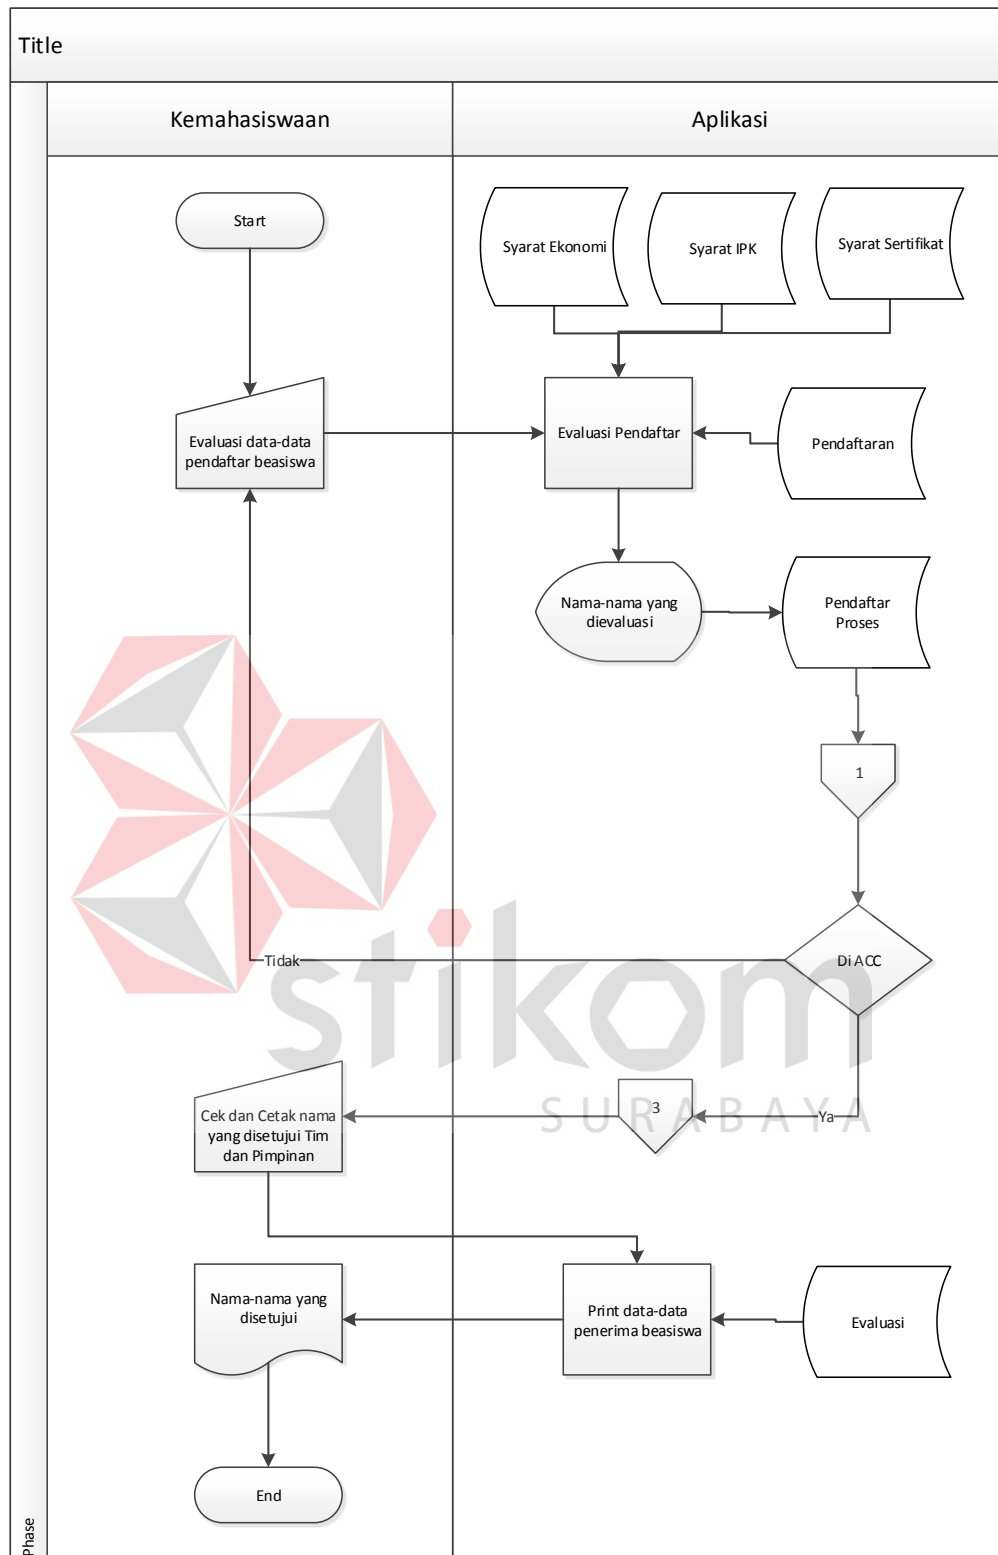 Title
Kemahasiswaan
Aplikasi
Start
Syarat Ekonomi
Syarat IPK
Syarat Sertifikat
Evaluasi data-data
pendaftar beasiswa
Evaluasi Pendaftar
Pendaftaran
Nama-nama yang
dievaluasi
Pendaftar
Proses
1
Di ACC
Tidak
stikom
SURABAYA
Ya
3
Cek dan Cetak nama
yang disetujui Tim
dan Pimpinan
Nama-nama yang
disetujui
Print data-data
penerima beasiswa
Evaluasi
End
Phase